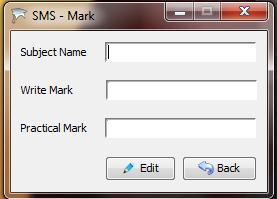 SMS - Mark
Subject Name
Write Mark
Practical Mark
Edit Back